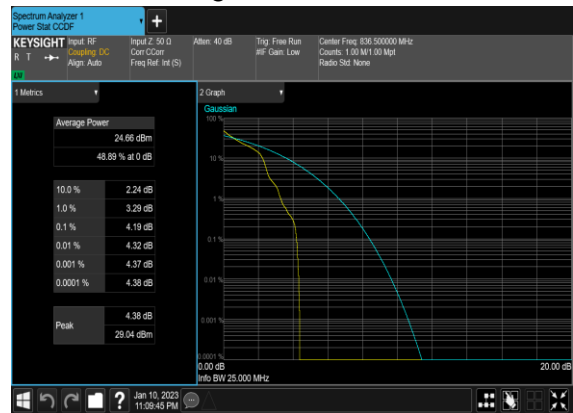 Spectrum Analyzer 1
Power Stat CCDF
KEYSIGHT
R T
LW
Input: RF
Coupling: DC
Align: Auto
Input Z: 50 Ω
Corr CCorr
Freq Ref: Int (S)
Atten: 40 dB
Trig: Free Run
#IF Gain: Low
Center Freq: 836.500000 MHz
Counts: 1.00 M/1.00 Mpt
Radio Std: None
1 Metrics
Average Power
24.66 dBm
48.89 % at 0 dB
10.0 % 2.24 dB
1.0 % 3.29 dB
0.1 % 4.19 dB
0.01 % 4.32 dB
0.001 % 4.37 dB
0.0001 % 4.38 dB
Peak
4.38 dB
29.04 dBm
2 Graph
Gaussian
100 %
10 %
1 %
0.1 %
0.01 %
0.001 %
0.0001 %
0.00 dB 20.00 dB
Info BW 25.000 MHz
?
Jan 10, 2023
11:09:45 PM